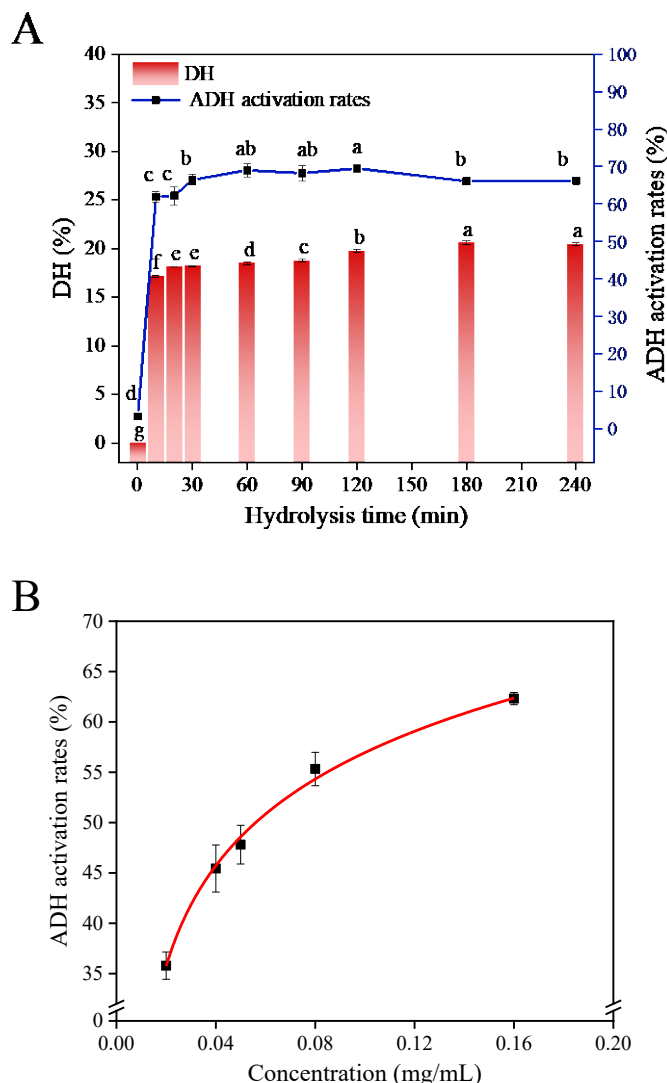 A
DH
ADH activation rates
40
35
30
25
20
15
10
5
0
DH (%)
100
90
80
70
60
50
40
30
20
10
0
ADH activation rates (%)
d
g
c
c
b
ab
ab
a
b
b
f
e
e
d
c
b
a
a
0 30 60 90 120 150 180 210 240
Hydrolysis time (min)
B
70
65
60
55
50
45
40
35
0
ADH activation rates (%)
0.00 0.04 0.08 0.12 0.16 0.20
Concentration (mg/mL)